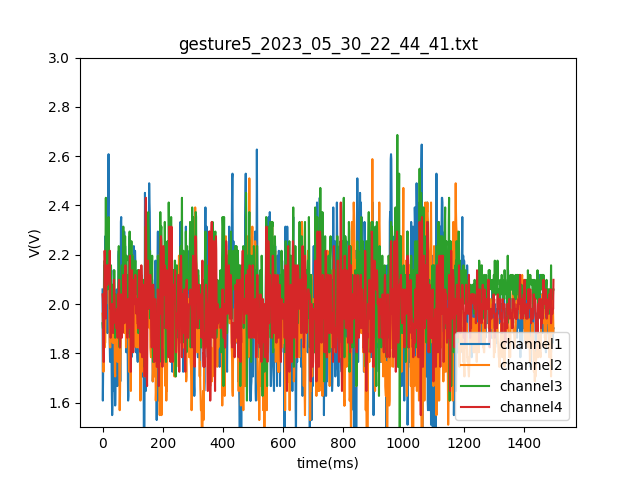 gesture5_2023_05_30_22_44_41.txt
3.0
2.8
2.6
2.4
2.2
2.0
1.8
1.6
V(V)
channel1
channel2
channel3
channel4
0 200 400 600 800 1000 1200 1400
time(ms)